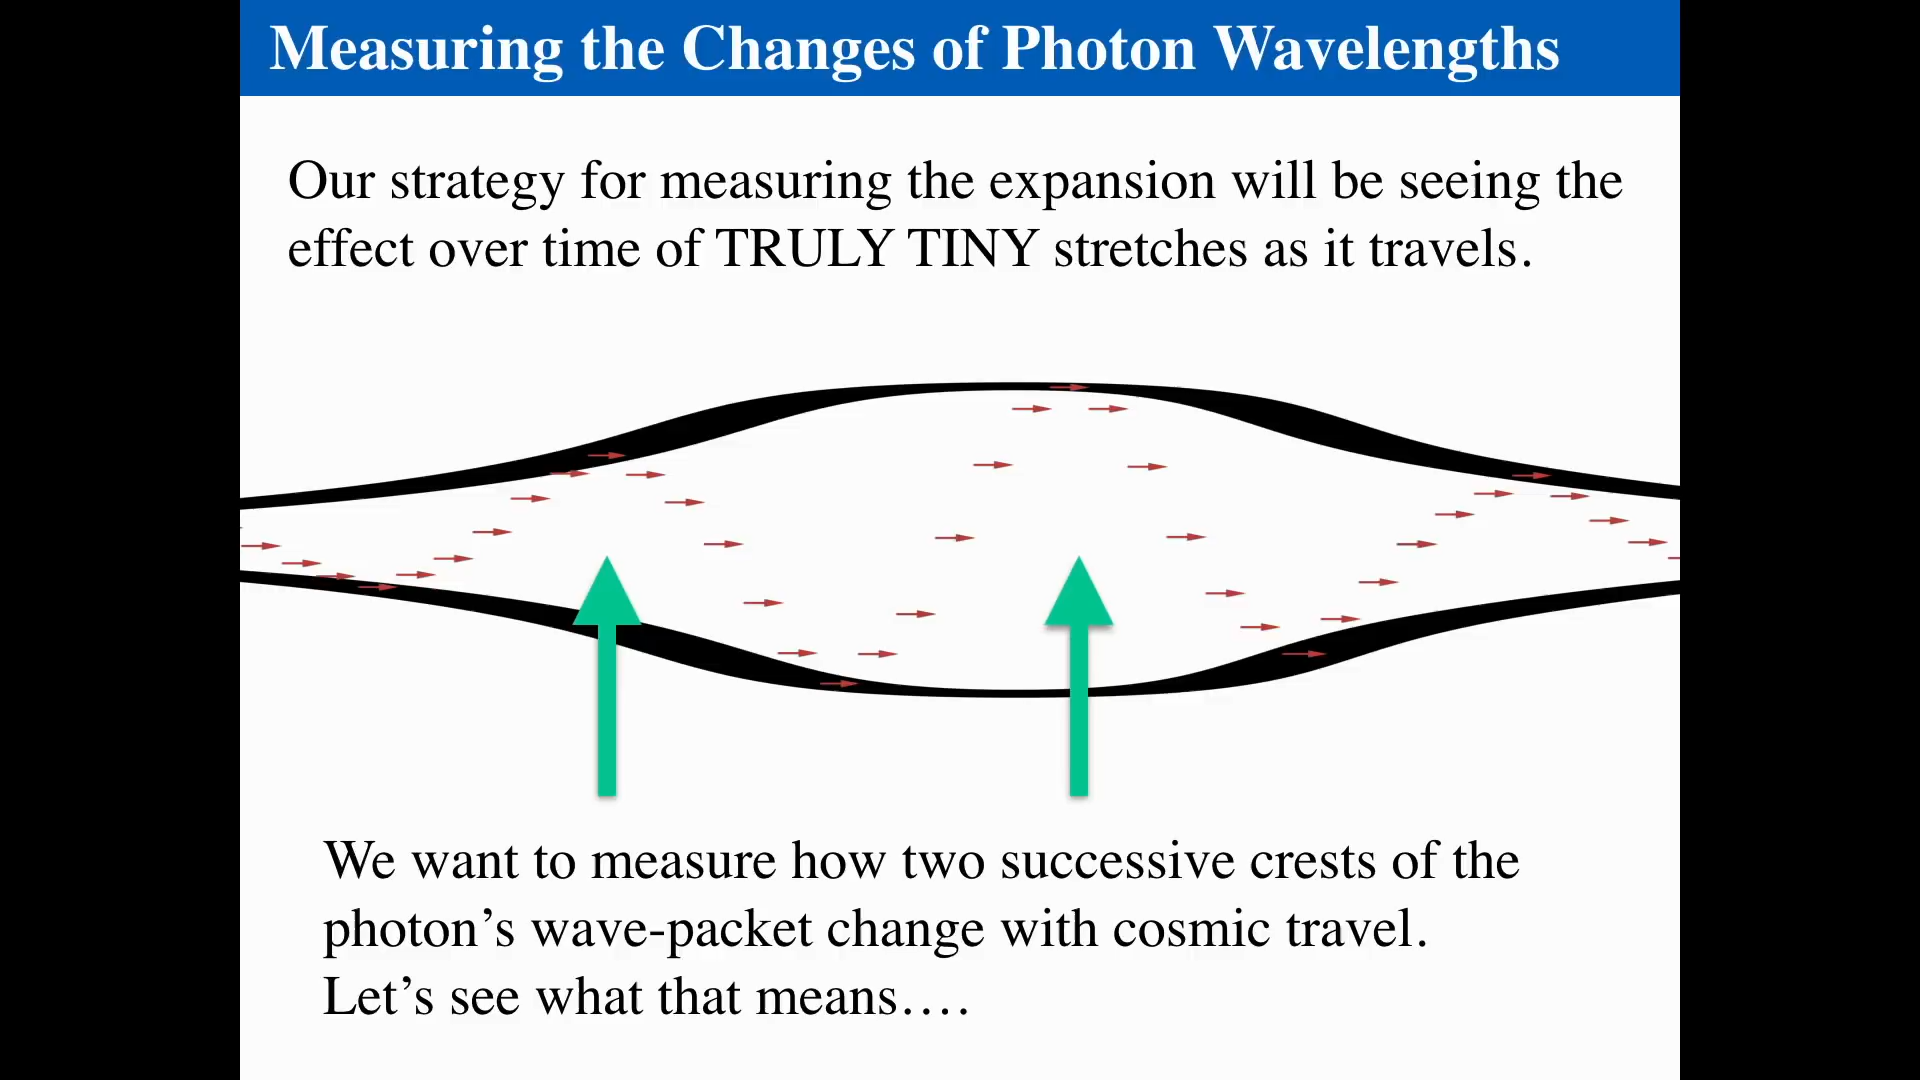 Measuring the Changes of Photon Wavelengths
Our strategy for measuring the expansion will be seeing the
effect over time of TRULY TINY stretches as it travels.
We want to measure how two successive crests of the
photon’s wave-packet change with cosmic travel.
Let’s see what that means….